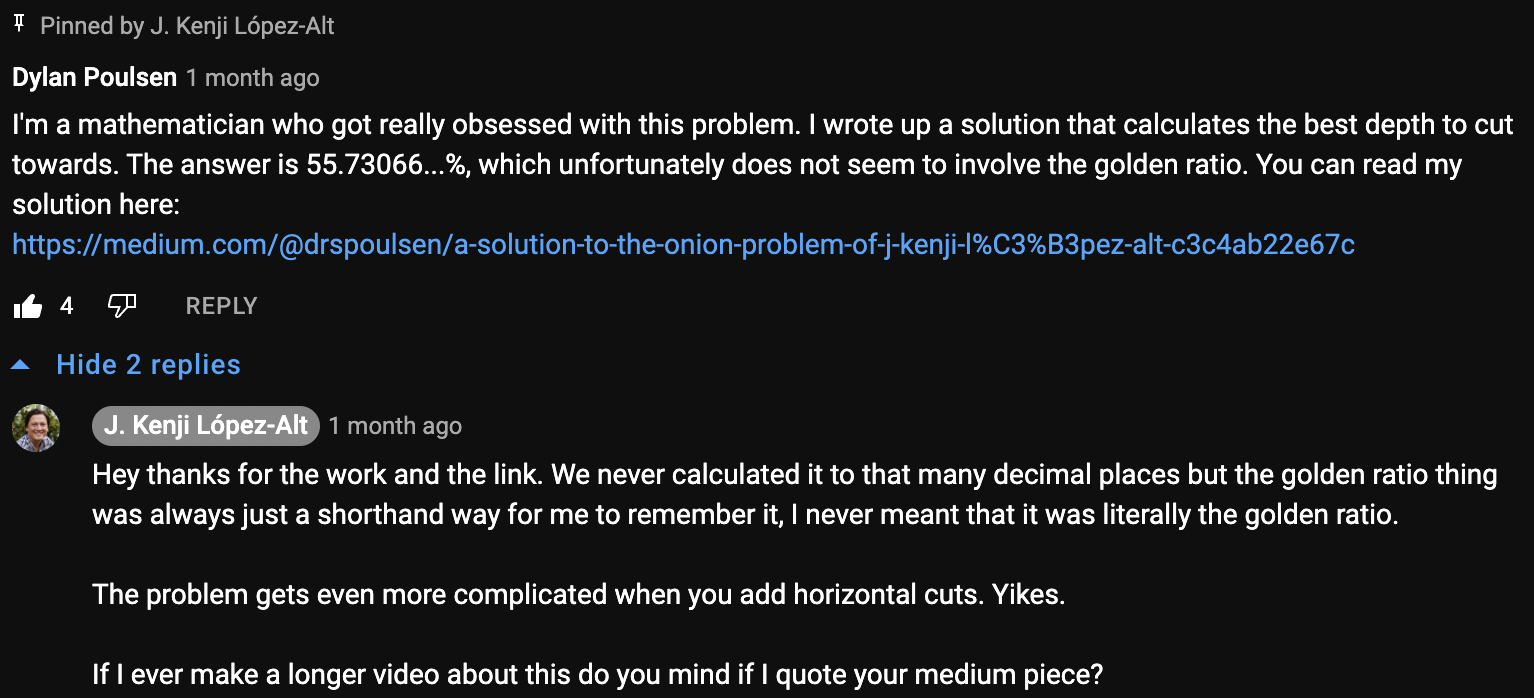 Pinned by J. Kenji López-Alt
Dylan Poulsen 1 month ago
I'm a mathematician who got really obsessed with this problem. I wrote up a solution that calculates the best depth to cut
towards. The answer is 55.73066...%, which unfortunately does not seem to involve the golden ratio. You can read my
solution here:
https://medium.com/@drspoulsen/a-solution-to-the-onion-problem-of-j-kenji-l%C3%B3pez-alt-c3c4ab22e67c
4 REPLY
Hide 2 replies
J. Kenji López-Alt 1 month ago
Hey thanks for the work and the link. We never calculated it to that many decimal places but the golden ratio thing
was always just a shorthand way for me to remember it, I never meant that it was literally the golden ratio.
The problem gets even more complicated when you add horizontal cuts. Yikes.
If I ever make a longer video about this do you mind if I quote your medium piece?